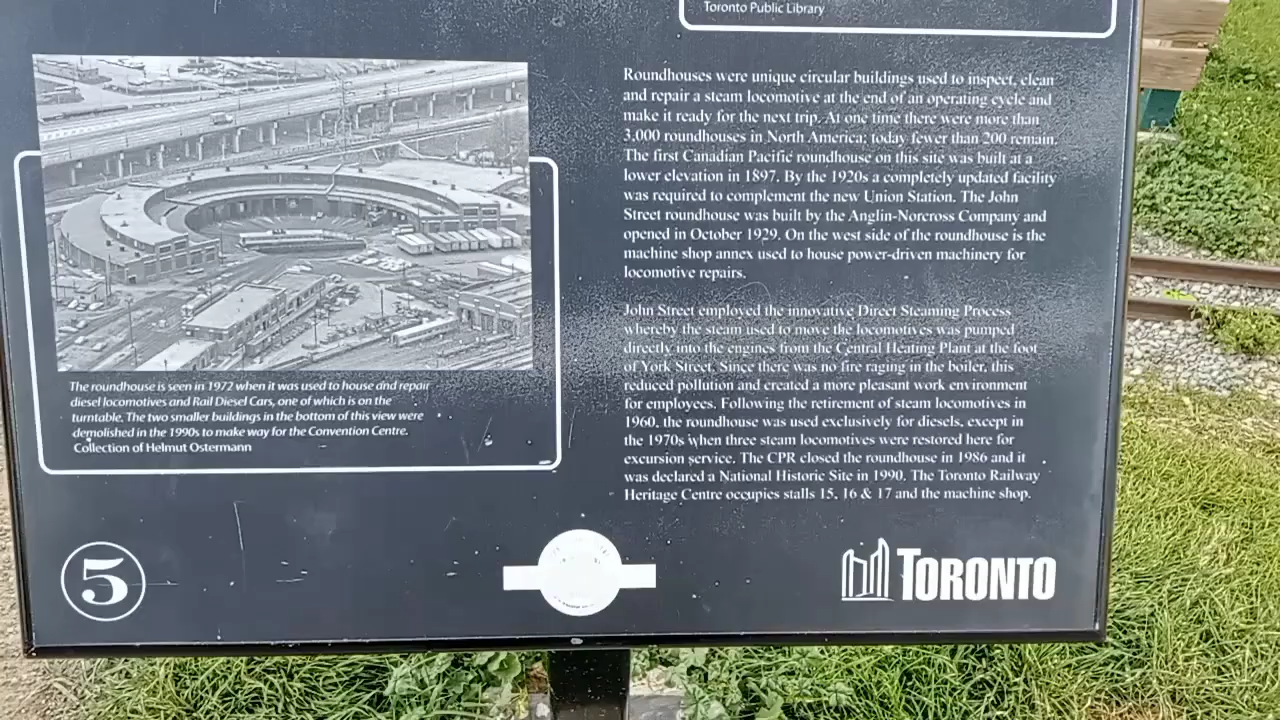 Toronto Public Library
Roundhouses were unique circular buildings used to inspect, clean
and repair a steam locomotive at the end of an operating cycle and
make it ready for the next trip. At one time there were more than
3,000 roundhouses in North America; today fewer than 200 remain.
The first Canadian Pacific roundhouse on this site was built at a
lower elevation in 1897. By the 1920s a completely updated facility
was required to complement the new Union Station. The John
Street roundhouse was built by the Anglin-Norcross Company and
opened in October 1929. On the west side of the roundhouse is the
machine shop annex used to house power-driven machinery for
locomotive repairs.
John Street employed the innovative Direct Steaming Process
whereby the steam used to move the locomotives was pumped
directly into the engines from the Central Heating Plant at the foot
of York Street. Since there was no fire raging in the boiler, this
reduced pollution and created a more pleasant work environment
for employees. Following the retirement of steam locomotives in
1960, the roundhouse was used exclusively for diesels, except in
the 1970s when three steam locomotives were restored here for
excursion service. The CPR closed the roundhouse in 1986 and it
was declared a National Historic Site in 1990. The Toronto Railway
Heritage Centre occupies stalls 15, 16 & 17 and the machine shop.
The roundhouse is seen in 1972 when it was used to house and repair
diesel locomotives and Rail Diesel Cars, one of which is on the
turntable. The two smaller buildings in the bottom of this view were
demolished in the 1990s to make way for the Convention Centre.
Collection of Helmut Ostermann
5
TORONTO